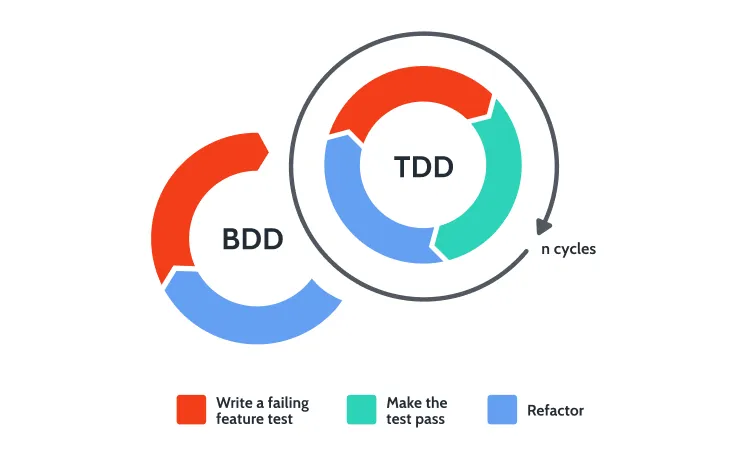 TDD
BDD
n cycles
Write a failing
feature test
Make the
test pass
Refactor